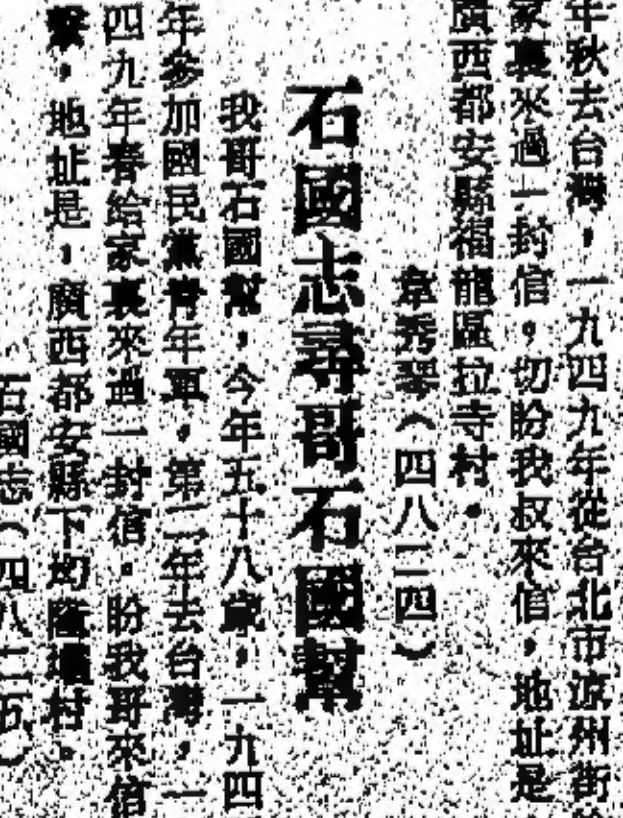 年秋去台灣，一九四九年從台北市涼州街
家裏來過一封信。切盼我叔來信，地址是
廣西都安縣福龍區拉寺村。
韋秀琴（四八二四）
石國志尋哥石國幫
我哥石國幫，今年五十八歲，一九四
年參加國民黨青年軍，第二年去台灣，一
四九年春給家裏來過一封信。盼我哥來信
，地址是：廣西都安縣下坳 村。
石國志（四八二五）